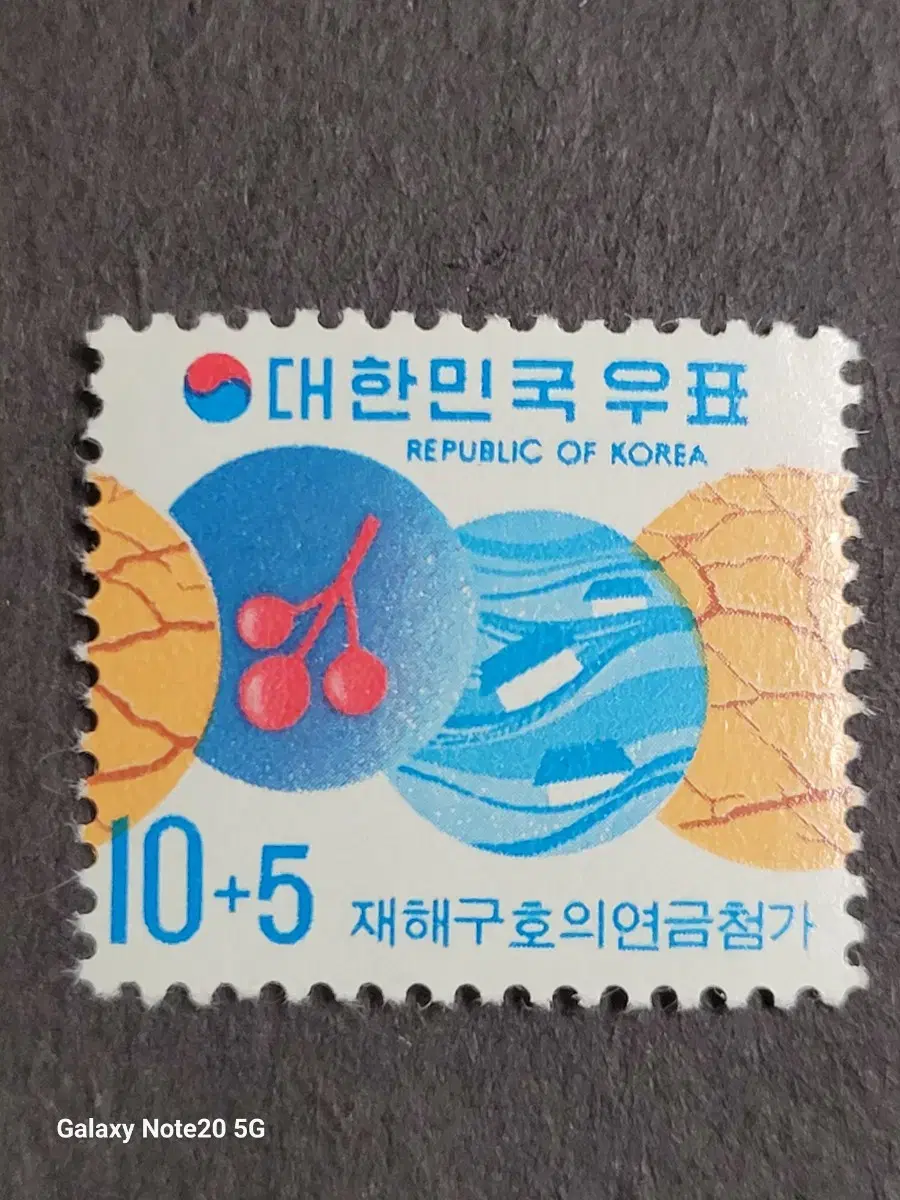 대한민국우표
REPUBLIC OF KOREA
10+5
재해구호의연금첨가
Galaxy Note20 5G